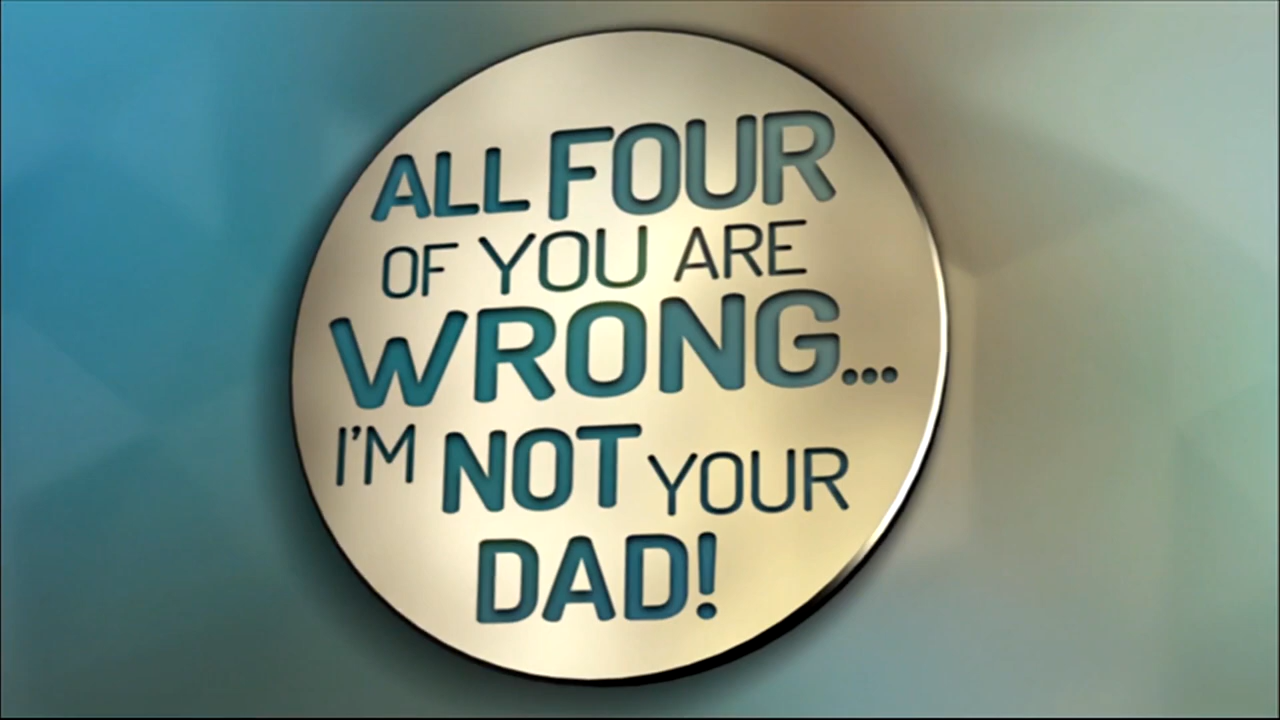 ALL FOUR
OF YOU ARE
WRONG...
I'M NOT YOUR
DAD!